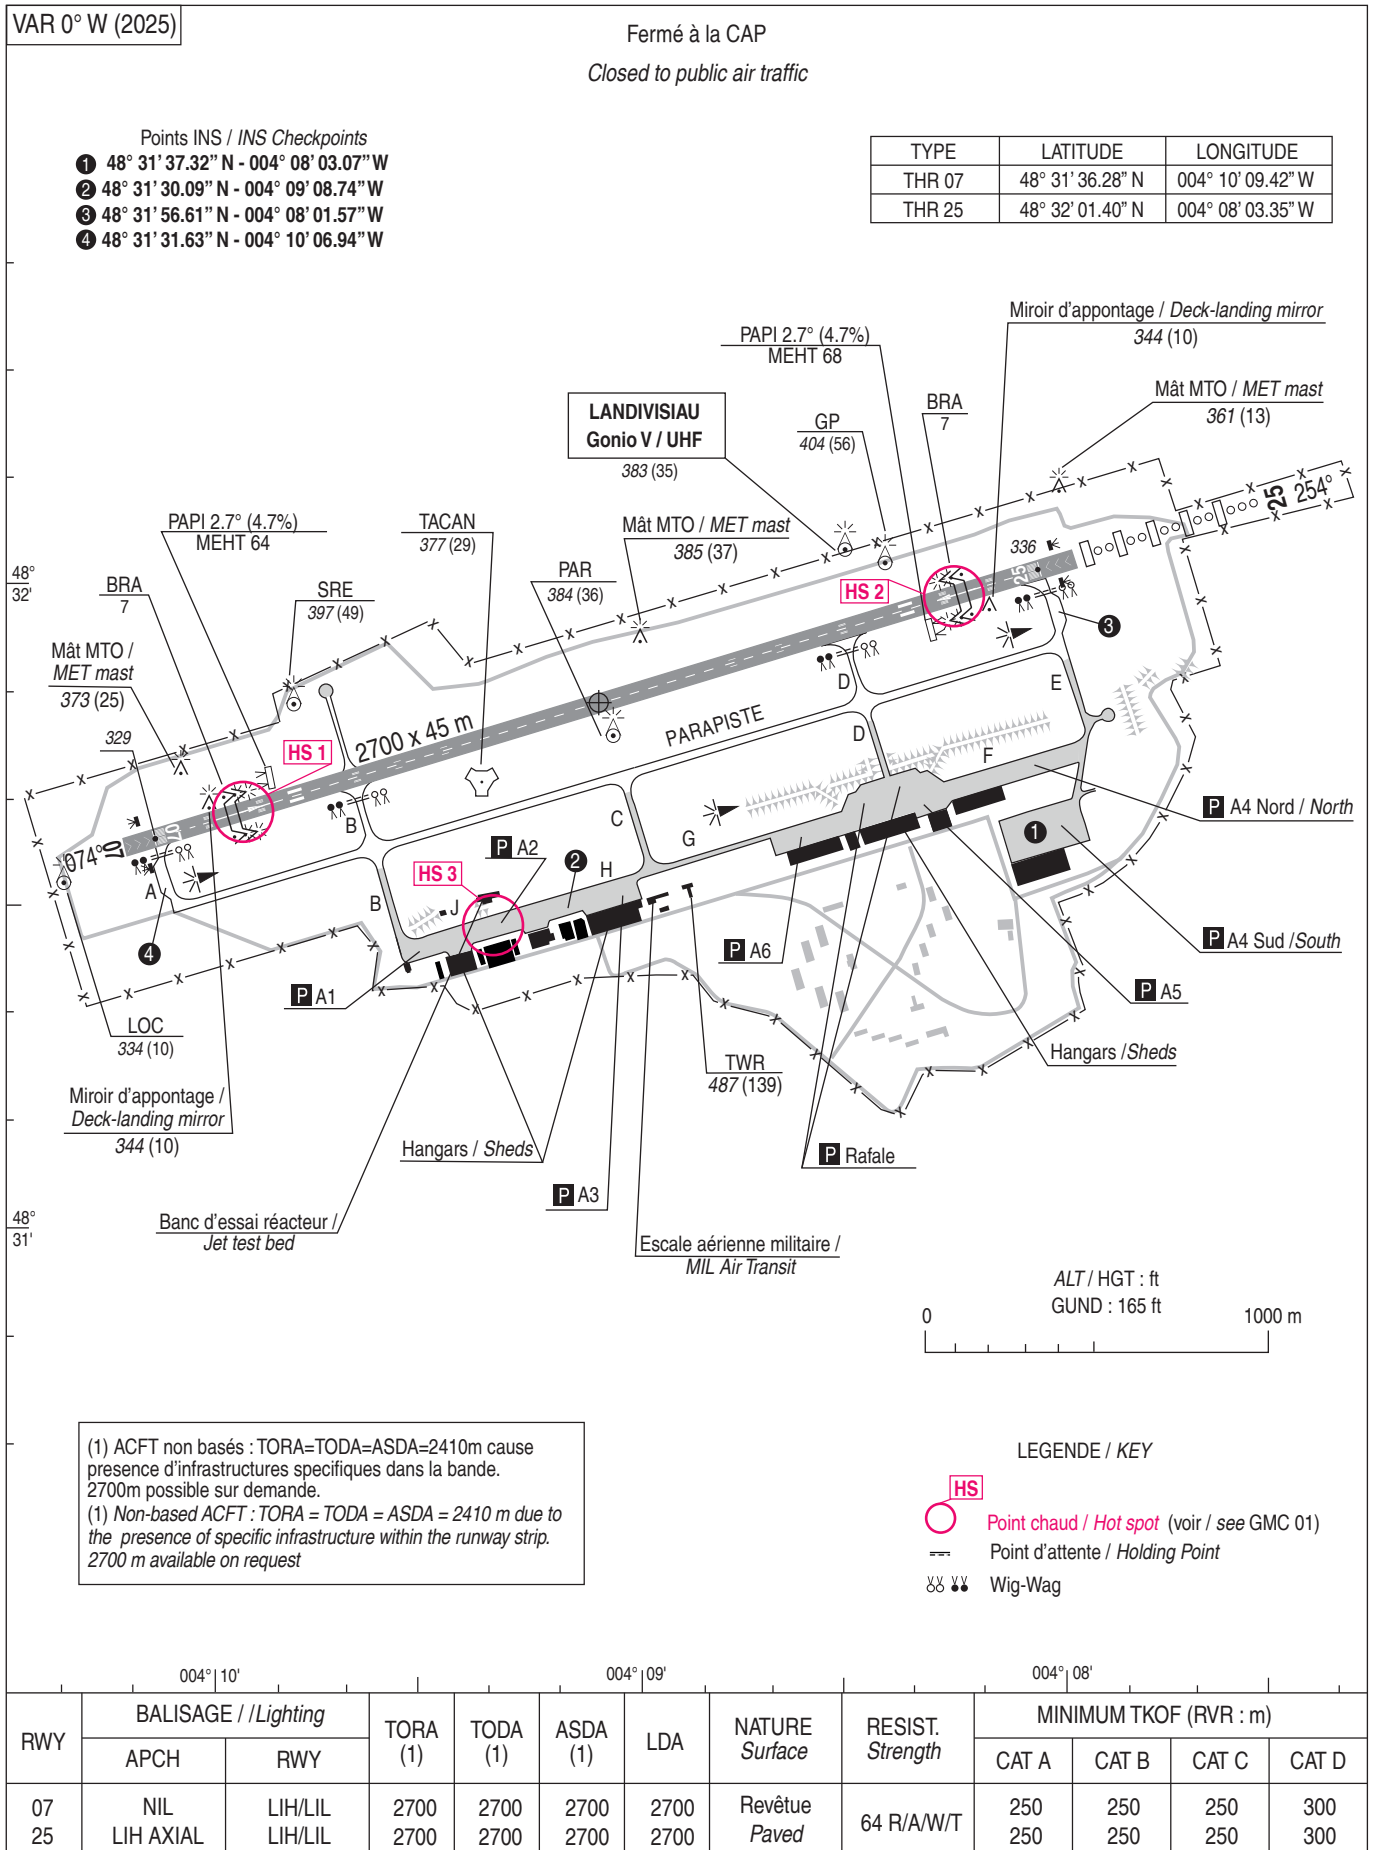 VAR 0° W (2025)
Fermé à la CAP
Closed to public air traffic
Points INS / INS Checkpoints
1 48° 31' 37.32" N - 004° 08' 03.07" W
2 48° 31' 30.09" N - 004° 09' 08.74" W
3 48° 31' 56.61" N - 004° 08' 01.57" W
4 48° 31' 31.63" N - 004° 10' 06.94" W
TYPE LATITUDE LONGITUDE
THR 07 48° 31' 36.28" N 004° 10' 09.42" W
THR 25 48° 32' 01.40" N 004° 08' 03.35" W
Miroir d'appontage / Deck-landing mirror
344 (10)
PAPI 2.7° (4.7%)
MEHT 68
Mât MTO / MET mast
361 (13)
LANDIVISIAU
Gonio V / UHF
383 (35)
BRA
7
GP
404 (56)
25 254°
PAPI 2.7° (4.7%)
MEHT 64
TACAN
377 (29)
Mât MTO / MET mast
385 (37)
336
48°
32'
PAR
384 (36)
BRA
7
SRE
397 (49)
HS 2
25
3
Mât MTO /
MET mast
373 (25)
D
E
329
HS 1
2700 x 45 m
PARAPISTE
D
F
P A4 Nord / North
074° 07
07
B
C
G
1
P A2
2
H
HS 3
A
B
J
4
P A6
P A4 Sud / South
P A1
P A5
LOC
334 (10)
TWR
487 (139)
Hangars / Sheds
Miroir d'appontage /
Deck-landing mirror
344 (10)
Hangars / Sheds
P Rafale
P A3
48°
31'
Banc d'essai réacteur /
Jet test bed
Escale aérienne militaire /
MIL Air Transit
ALT / HGT : ft
GUND : 165 ft
0 1000 m
(1) ACFT non basés : TORA=TODA=ASDA=2410m cause
presence d'infrastructures specifiques dans la bande.
2700m possible sur demande.
(1) Non-based ACFT : TORA = TODA = ASDA = 2410 m due to
the presence of specific infrastructure within the runway strip.
2700 m available on request
LEGENDE / KEY
HS
Point chaud / Hot spot (voir / see GMC 01)
Point d'attente / Holding Point
Wig-Wag
004° 10' 004° 09' 004° 08'
RWY BALISAGE / /Lighting TORA (1) TODA (1) ASDA (1) LDA NATURE Surface RESIST. Strength MINIMUM TKOF (RVR : m)
APCH RWY CAT A CAT B CAT C CAT D
07 NIL LIH/LIL 2700 2700 2700 2700 Revêtue 64 R/A/W/T 250 250 250 300
25 LIH AXIAL LIH/LIL 2700 2700 2700 2700 Paved 250 250 250 300